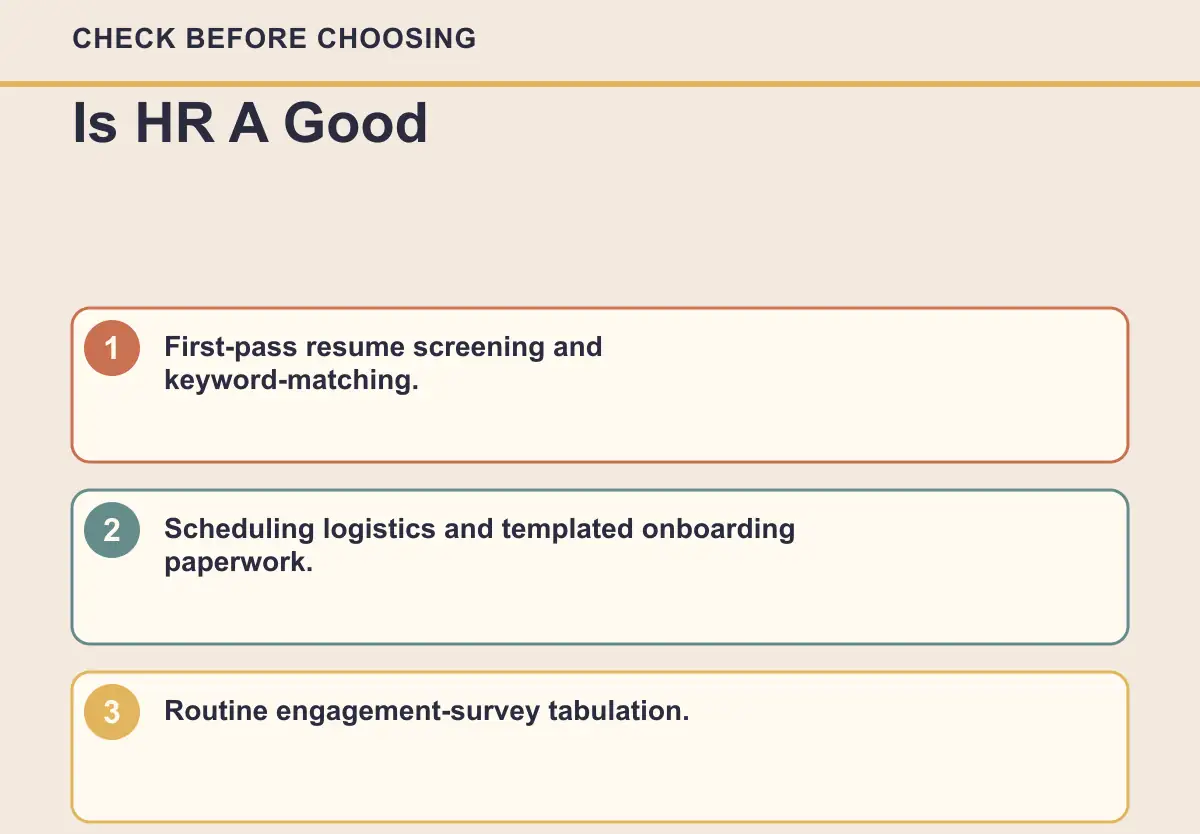 CHECK BEFORE CHOOSING
Is HR A Good
1
First-pass resume screening and
keyword-matching.
2
Scheduling logistics and templated onboarding
paperwork.
3
Routine engagement-survey tabulation.